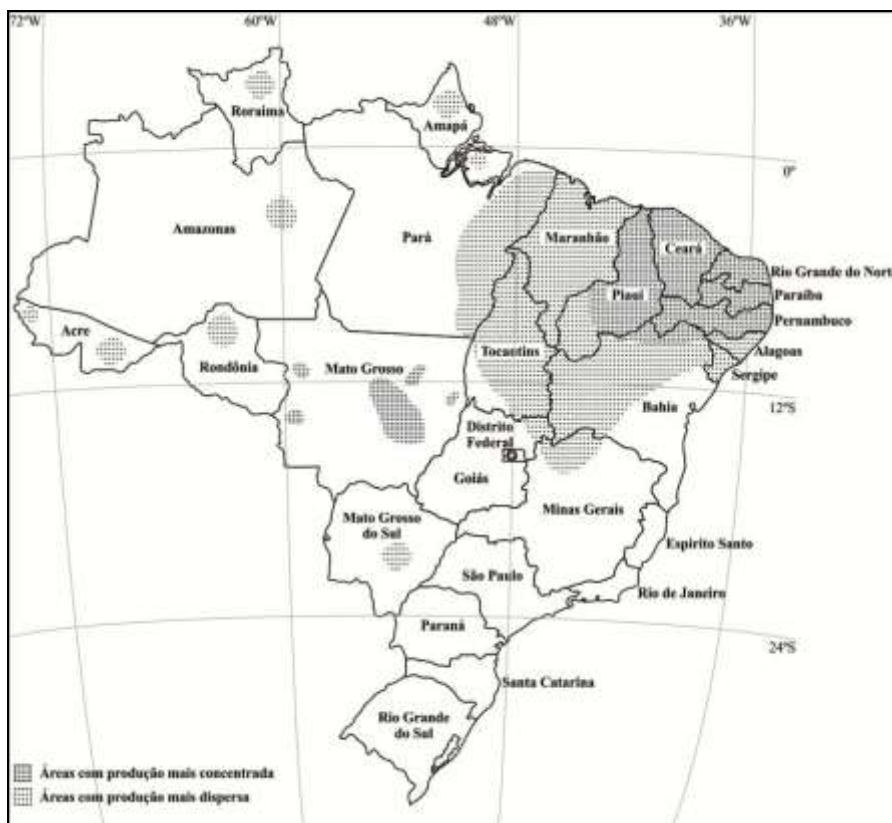 72°W
60°W
48°W
36°W
Roraima
Amapá
0°
Amazonas
Pará
Maranhão
Ceará
Rio Grande do Norte
Piauí
Paraíba
Pernambuco
Acre
Rondônia
Tocantins
Alagoas
Sergipe
Mato Grosso
Bahia
12°S
Distrito
Federal
Goiás
Minas Gerais
Mato Grosso
do Sul
Espirito Santo
São Paulo
Rio de Janeiro
Paraná
24°S
Santa Catarina
Rio Grande
do Sul
Áreas com produção mais concentrada
Áreas com produção mais dispersa